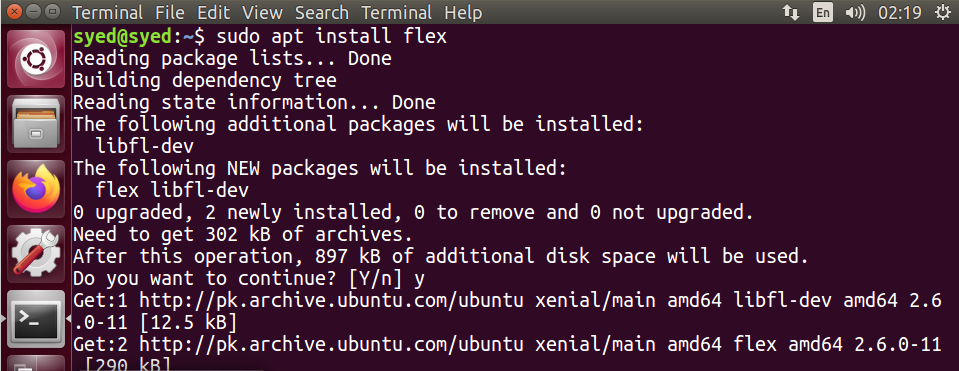 Terminal File Edit View Search Terminal Help En 02:19
syed@syed:~$ sudo apt install flex
Reading package lists... Done
Building dependency tree
Reading state information... Done
The following additional packages will be installed:
  libfl-dev
The following NEW packages will be installed:
  flex libfl-dev
0 upgraded, 2 newly installed, 0 to remove and 0 not upgraded.
Need to get 302 kB of archives.
After this operation, 897 kB of additional disk space will be used.
Do you want to continue? [Y/n] y
Get:1 http://pk.archive.ubuntu.com/ubuntu xenial/main amd64 libfl-dev amd64 2.6
.0-11 [12.5 kB]
Get:2 http://pk.archive.ubuntu.com/ubuntu xenial/main amd64 flex amd64 2.6.0-11
 [290 kB]